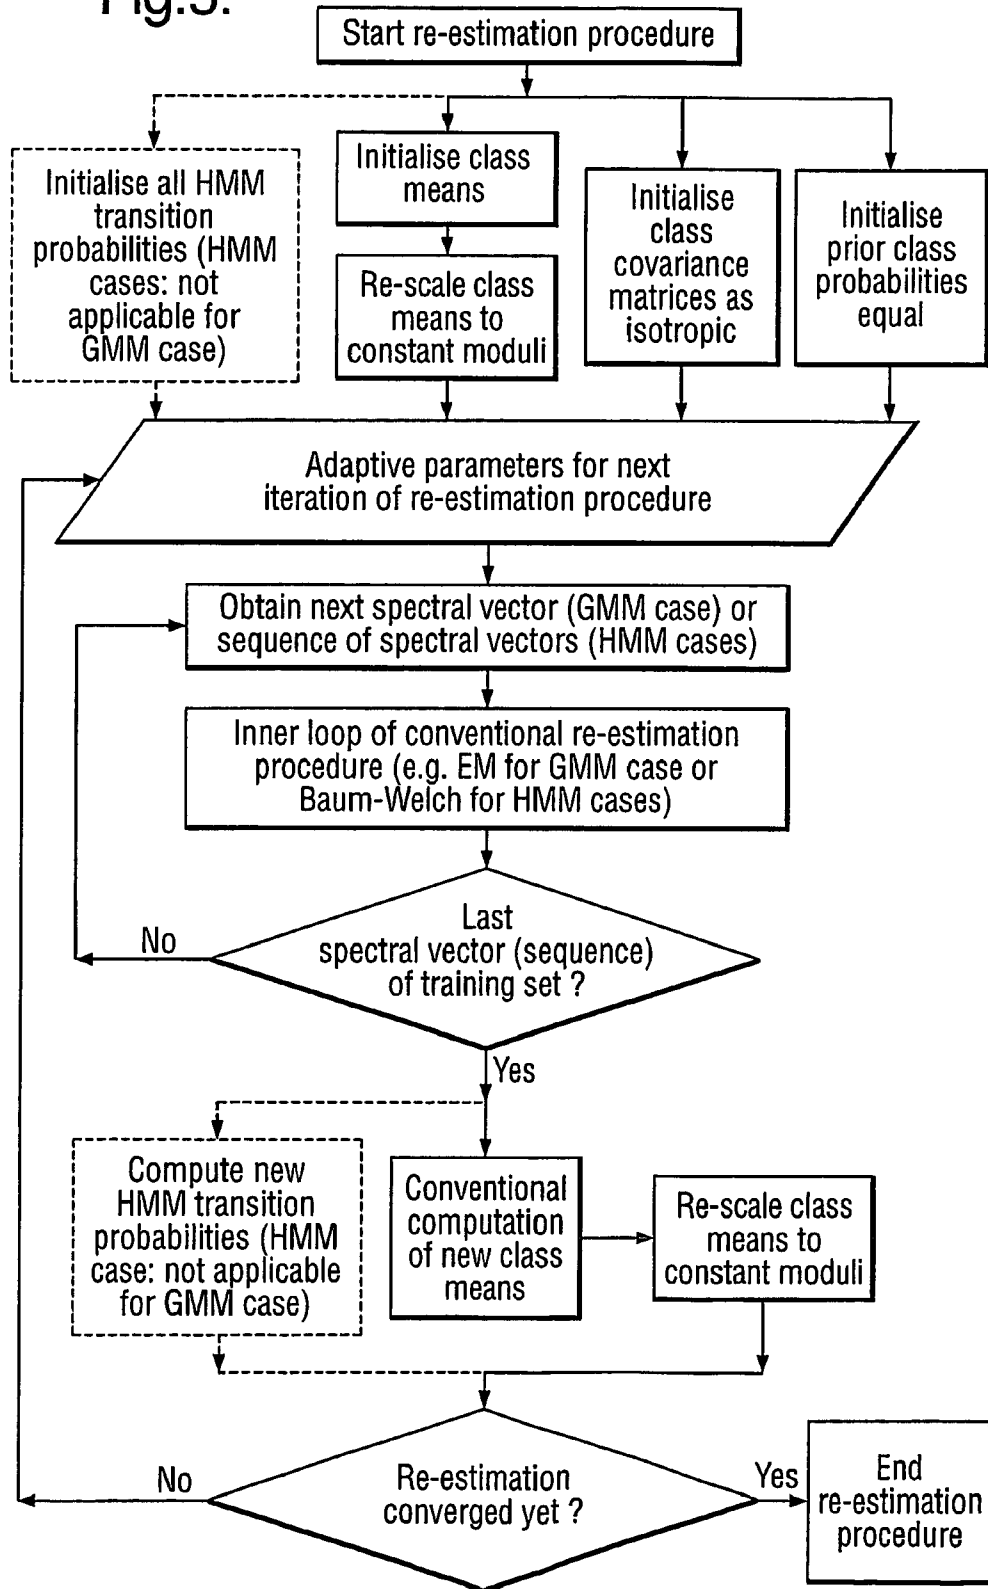 Fig.5.
Start re-estimation procedure
Initialise all HMM
transition
probabilities (HMM
cases: not
applicable for
GMM case)
Initialise class
means
Re-scale class
means to
constant moduli
Initialise
class
covariance
matrices as
isotropic
Initialise
prior class
probabilities
equal
Adaptive parameters for next
iteration of re-estimation procedure
Obtain next spectral vector (GMM case) or
sequence of spectral vectors (HMM cases)
Inner loop of conventional re-estimation
procedure (e.g. EM for GMM case or
Baum-Welch for HMM cases)
Last
spectral vector (sequence)
of training set ?
No
Yes
Compute new
HMM transition
probabilities (HMM
case: not applicable
for GMM case)
Conventional
computation
of new class
means
Re-scale class
means to
constant moduli
Re-estimation
converged yet ?
No
Yes
End
re-estimation
procedure